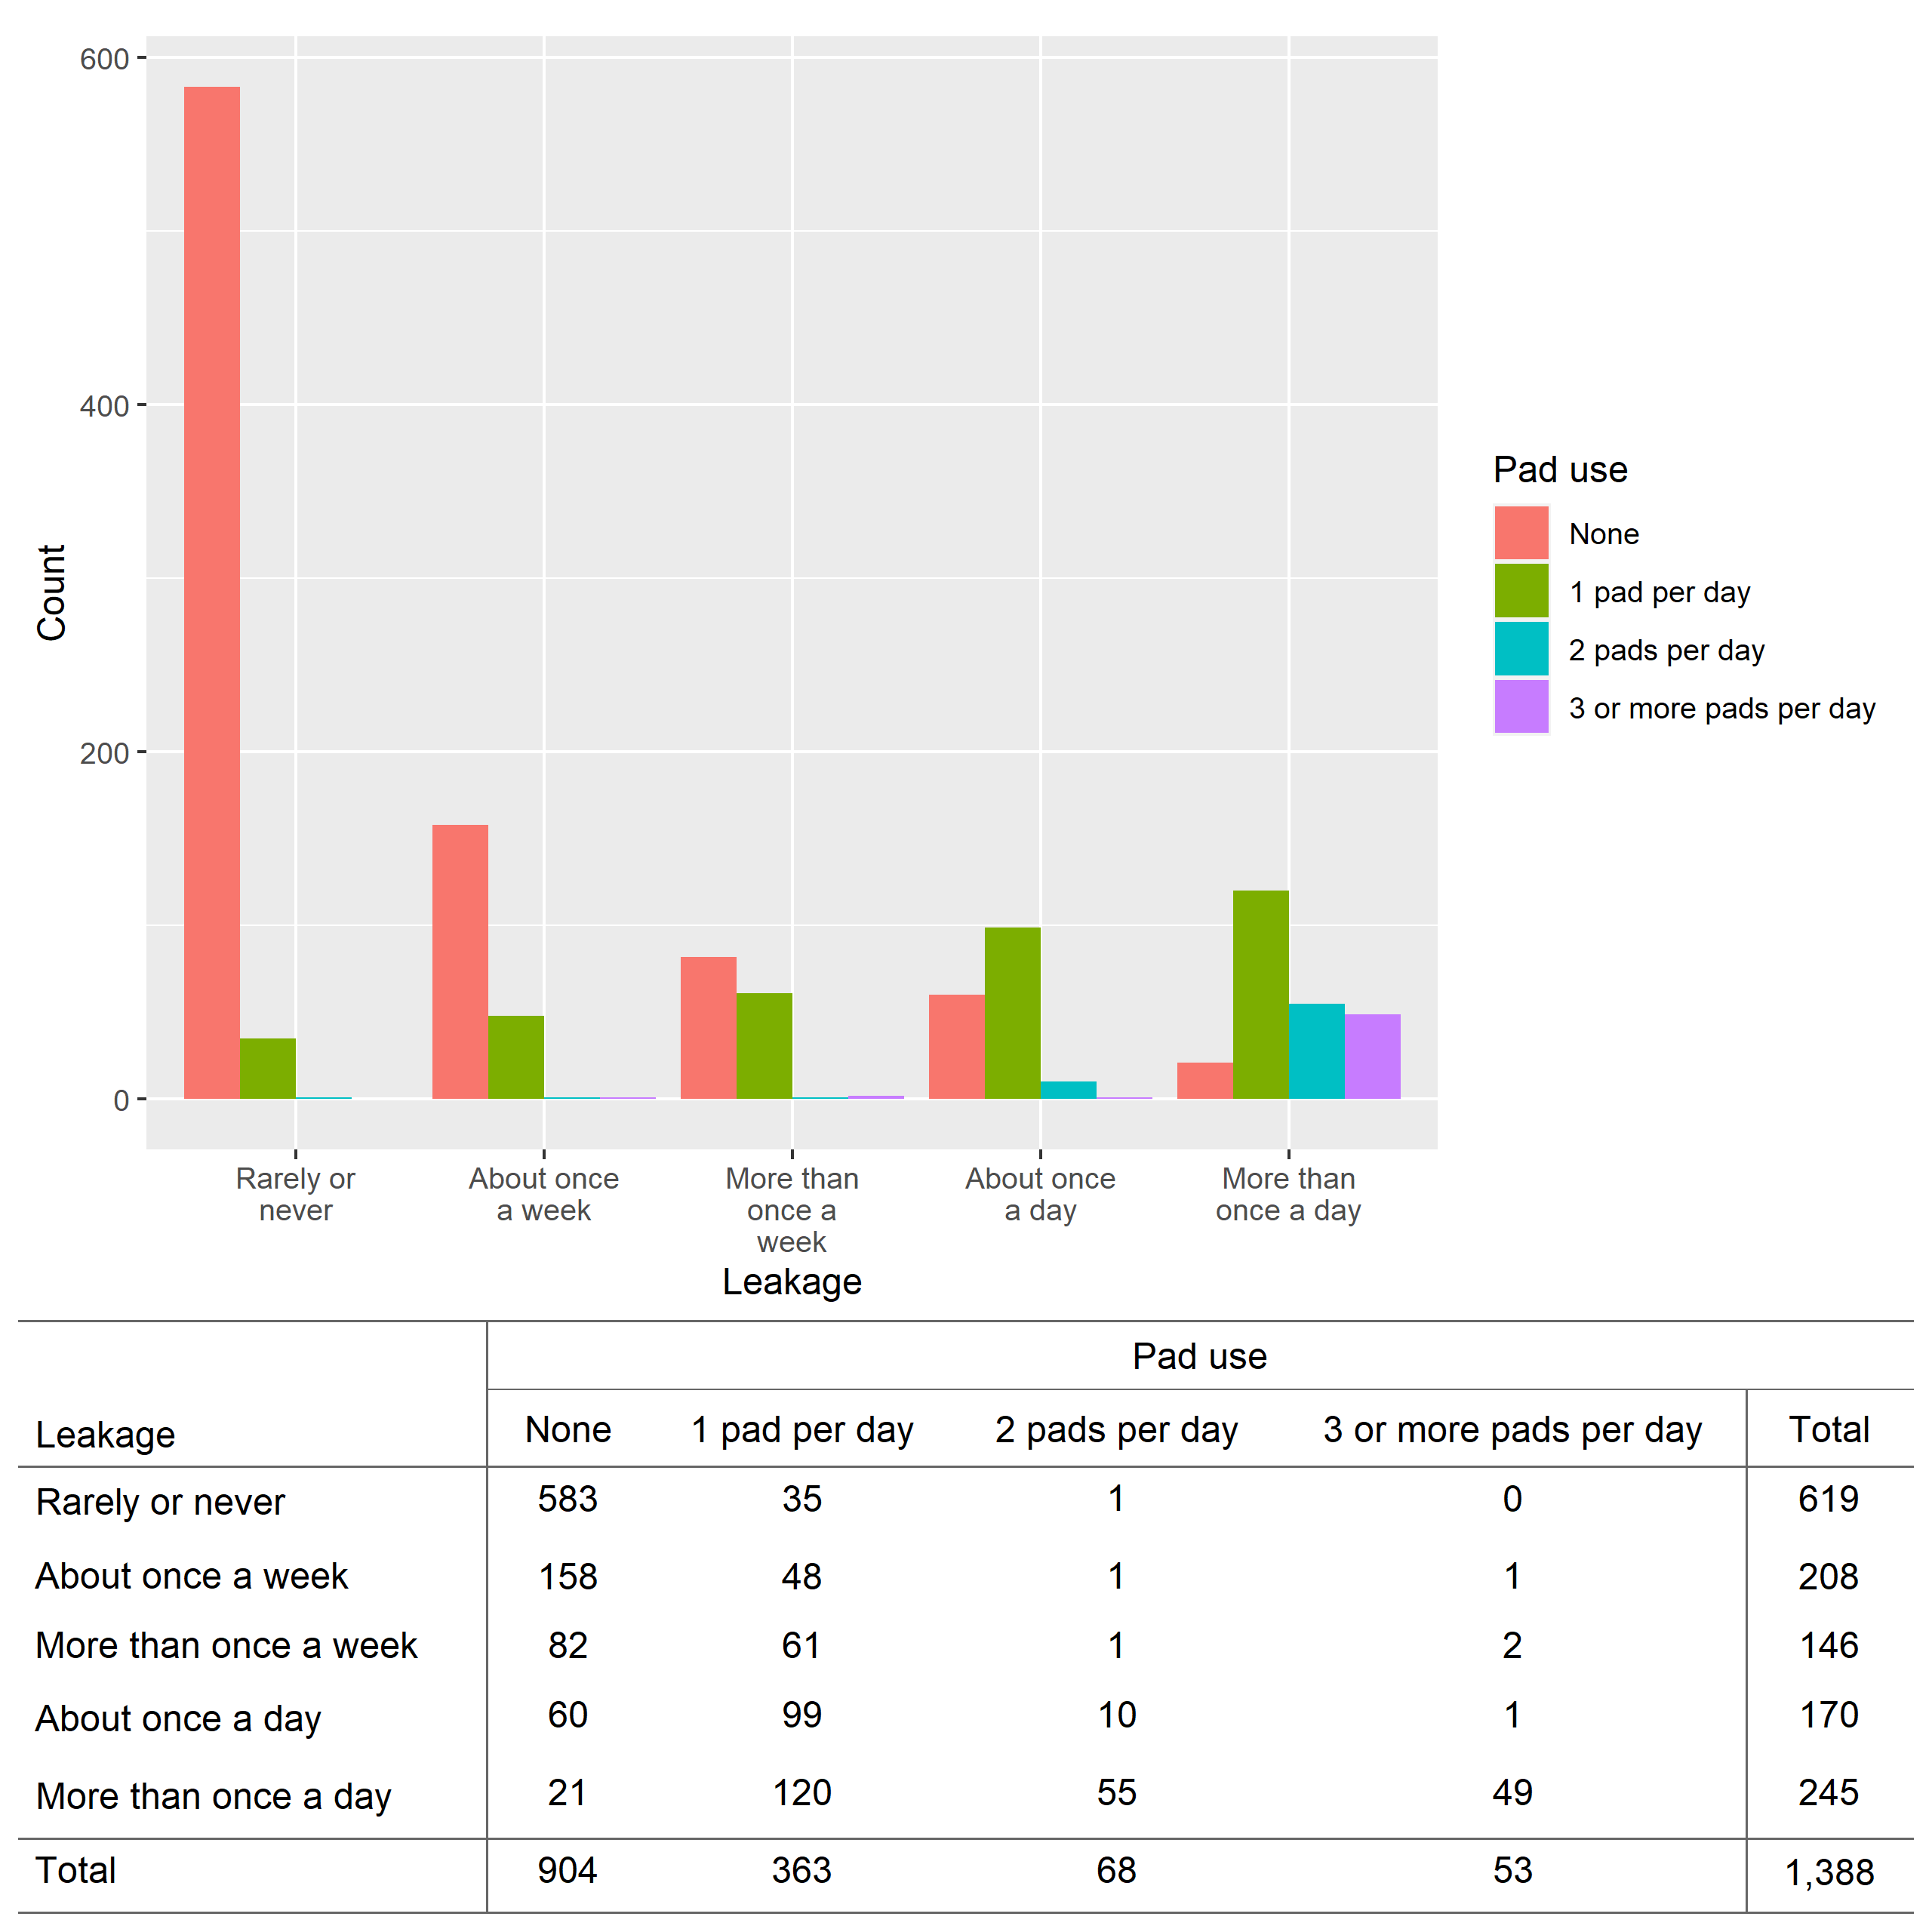 600
400
200
0
Count
Rarely or
never
About once
a week
More than
once a
week
About once
a day
More than
once a day
Leakage
Pad use
None
1 pad per day
2 pads per day
3 or more pads per day
Pad use
Leakage None 1 pad per day 2 pads per day 3 or more pads per day Total
Rarely or never 583 35 1 0 619
About once a week 158 48 1 1 208
More than once a week 82 61 1 2 146
About once a day 60 99 10 1 170
More than once a day 21 120 55 49 245
Total 904 363 68 53 1,388